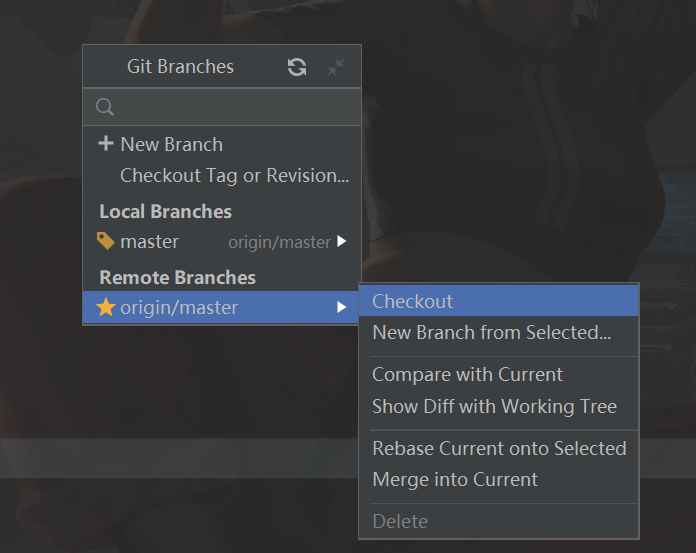 Git Branches
New Branch
Checkout Tag or Revision...
Local Branches
master origin/master
Remote Branches
origin/master
Checkout
New Branch from Selected...
Compare with Current
Show Diff with Working Tree
Rebase Current onto Selected
Merge into Current
Delete